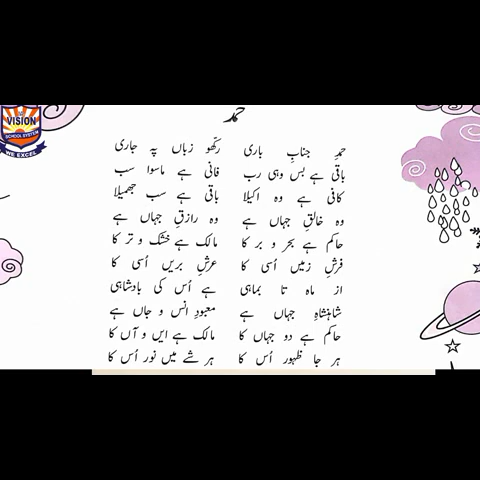 VISION
SCHOOL SYSTEM
WE EXCEL
حمد
حمدِ جنابِ باری رکھو زباں پہ جاری
باقی ہے بس وہی رب فانی ہے ماسوا سب
کافی ہے وہ اکیلا باقی ہے سب جھمیلا
وہ خالقِ جہاں ہے وہ رازقِ جہاں ہے
حاکم ہے بحر و بر کا مالک ہے خشک و تر کا
فرشِ زمیں اُسی کا عرشِ بریں اُسی کا
از ماہ تا بماہی ہے اُس کی بادشاہی
شاہنشاہِ جہاں ہے معبودِ انس و جاں ہے
حاکم ہے دو جہاں کا مالک ہے این و آں کا
ہر جا ظہور اُس کا ہر شے میں نور اُس کا